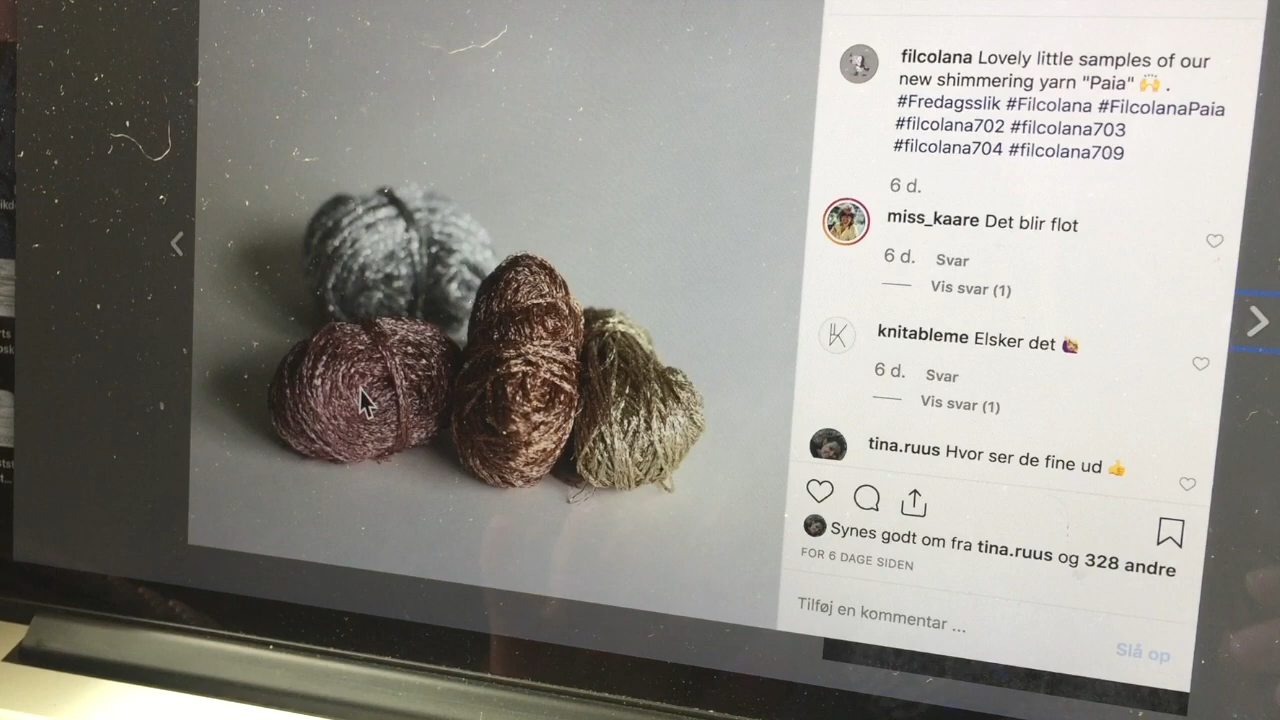 filcolana Lovely little samples of our
new shimmering yarn "Paia" 🙌 .
#Fredagsslik #Filcolana #FilcolanaPaia
#filcolana702 #filcolana703
#filcolana704 #filcolana709
6 d.
miss_kaare Det blir flot
6 d. Svar
Vis svar (1)
knitableme Elsker det 🙋
6 d. Svar
Vis svar (1)
tina.ruus Hvor ser de fine ud 👍
Synes godt om fra tina.ruus og 328 andre
FOR 6 DAGE SIDEN
Tilføj en kommentar ...
Slå op